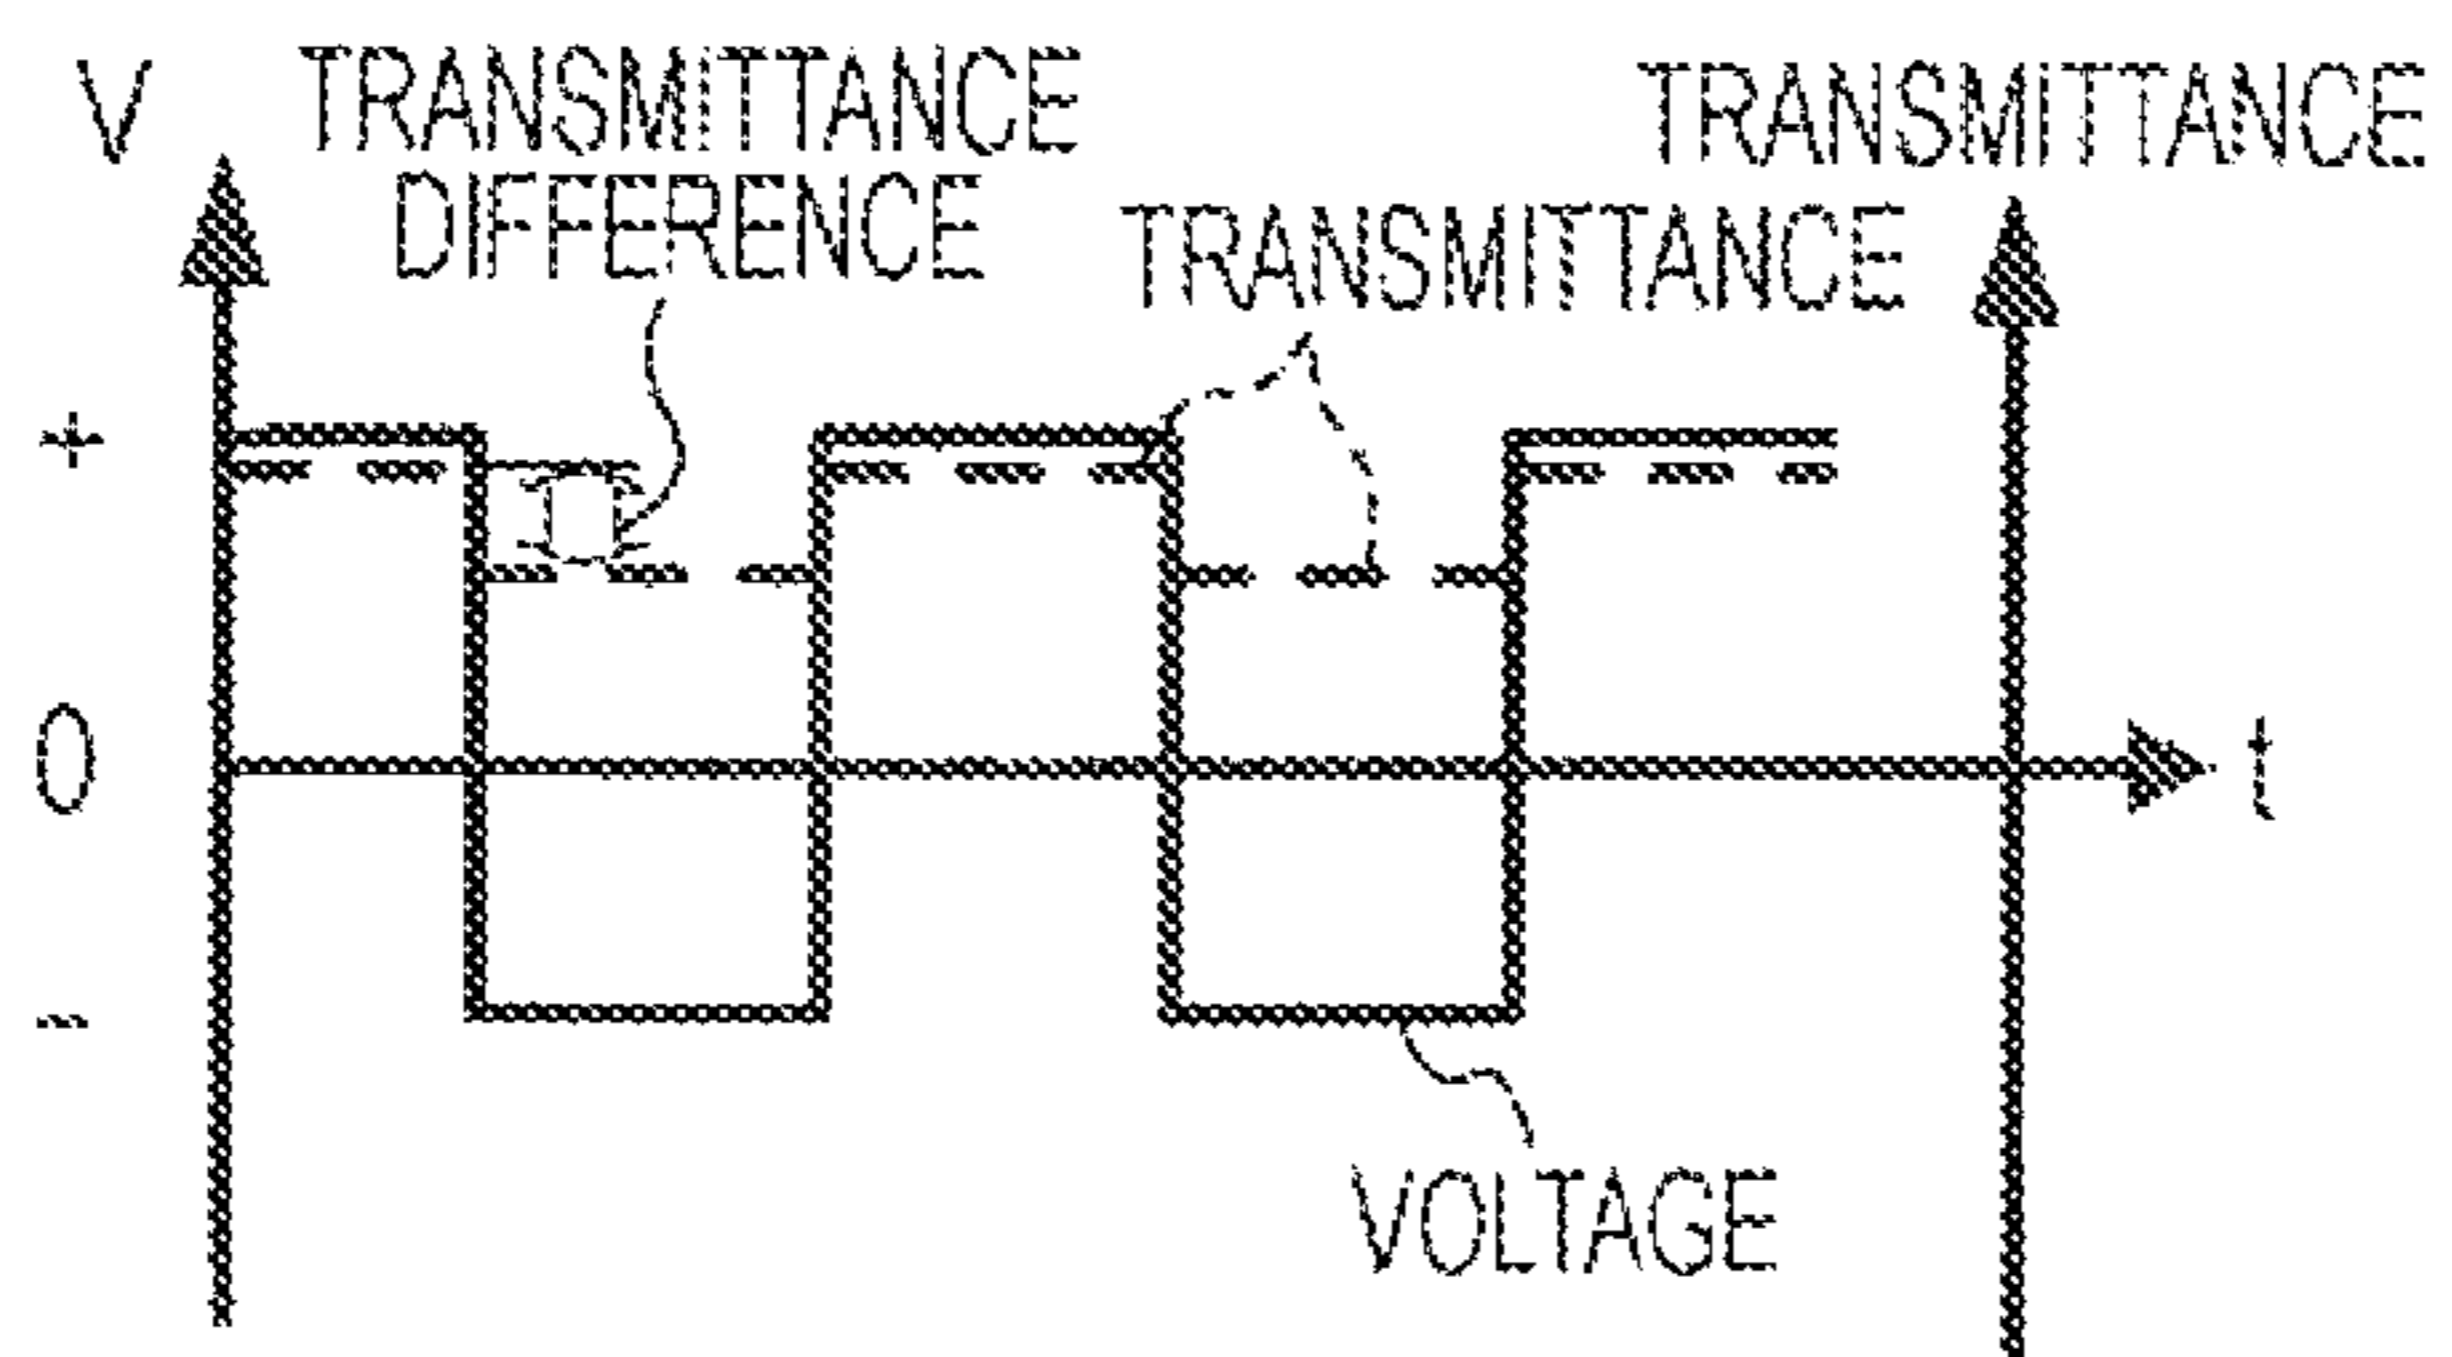 V
TRANSMITTANCE
DIFFERENCE
TRANSMITTANCE
TRANSMITTANCE
+
0
t
-
VOLTAGE